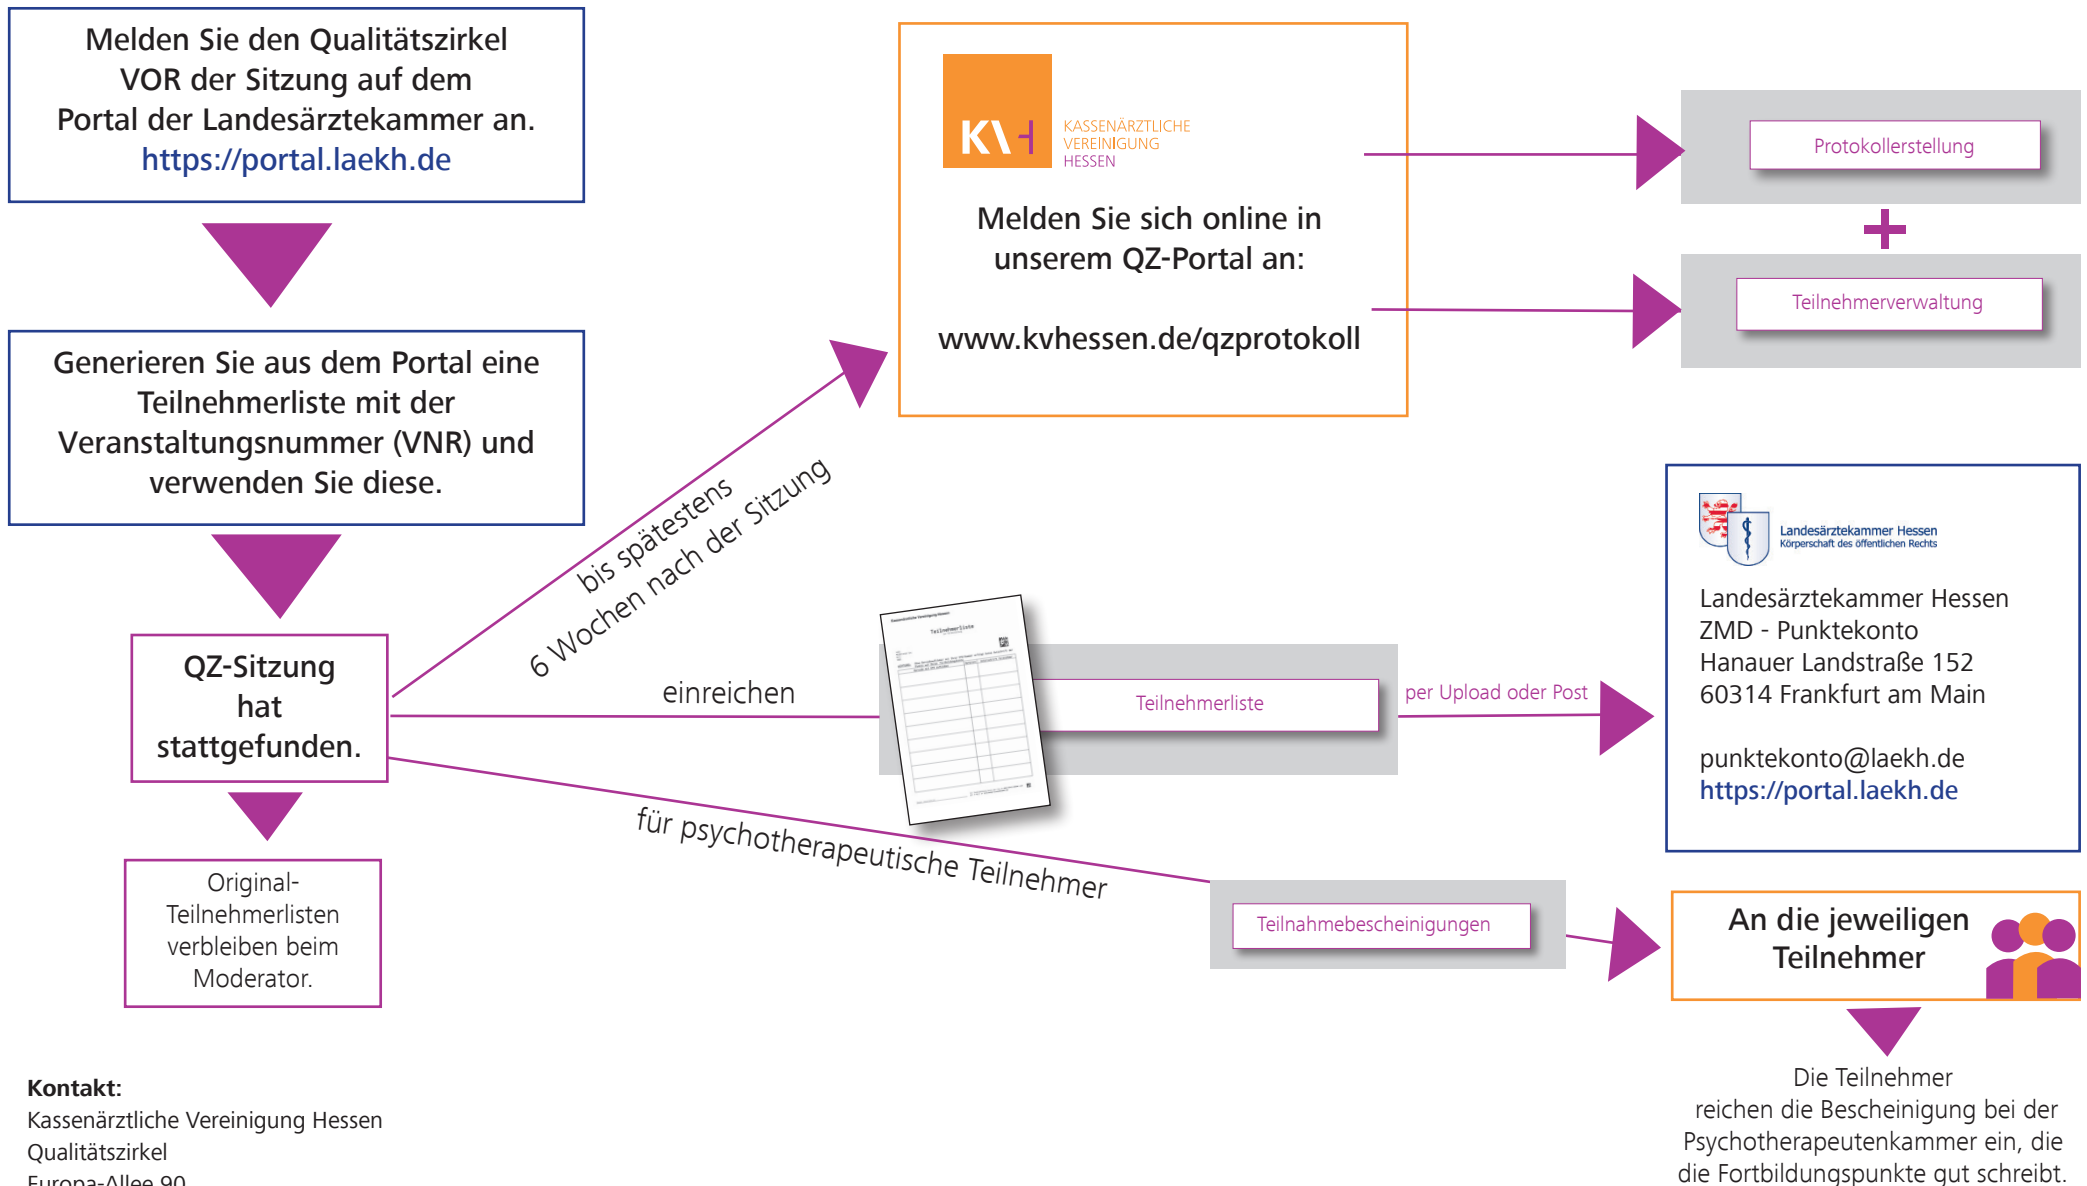 Melden Sie den Qualitätszirkel
VOR der Sitzung auf dem
Portal der Landesärztekammer an.
https://portal.laekh.de
Generieren Sie aus dem Portal eine
Teilnehmerliste mit der
Veranstaltungsnummer (VNR) und
verwenden Sie diese.
QZ-Sitzung
hat
stattgefunden.
Original-
Teilnehmerlisten
verbleiben beim
Moderator.
bis spätestens
6 Wochen nach der Sitzung
KVH
KASSENÄRZTLICHE
VEREINIGUNG
HESSEN
Melden Sie sich online in
unserem QZ-Portal an:
www.kvhessen.de/qzprotokoll
Protokollerstellung
+
Teilnehmerverwaltung
einreichen
Kassenärztliche Vereinigung Hessen
Teilnehmerliste
Teilnehmerliste
per Upload oder Post
Landesärztekammer Hessen
Körperschaft des öffentlichen Rechts
Landesärztekammer Hessen
ZMD - Punktekonto
Hanauer Landstraße 152
60314 Frankfurt am Main
punktekonto@laekh.de
https://portal.laekh.de
für psychotherapeutische Teilnehmer
Teilnahmebescheinigungen
An die jeweiligen
Teilnehmer
Die Teilnehmer
reichen die Bescheinigung bei der
Psychotherapeutenkammer ein, die
die Fortbildungspunkte gut schreibt.
Kontakt:
Kassenärztliche Vereinigung Hessen
Qualitätszirkel
Europa-Allee 90